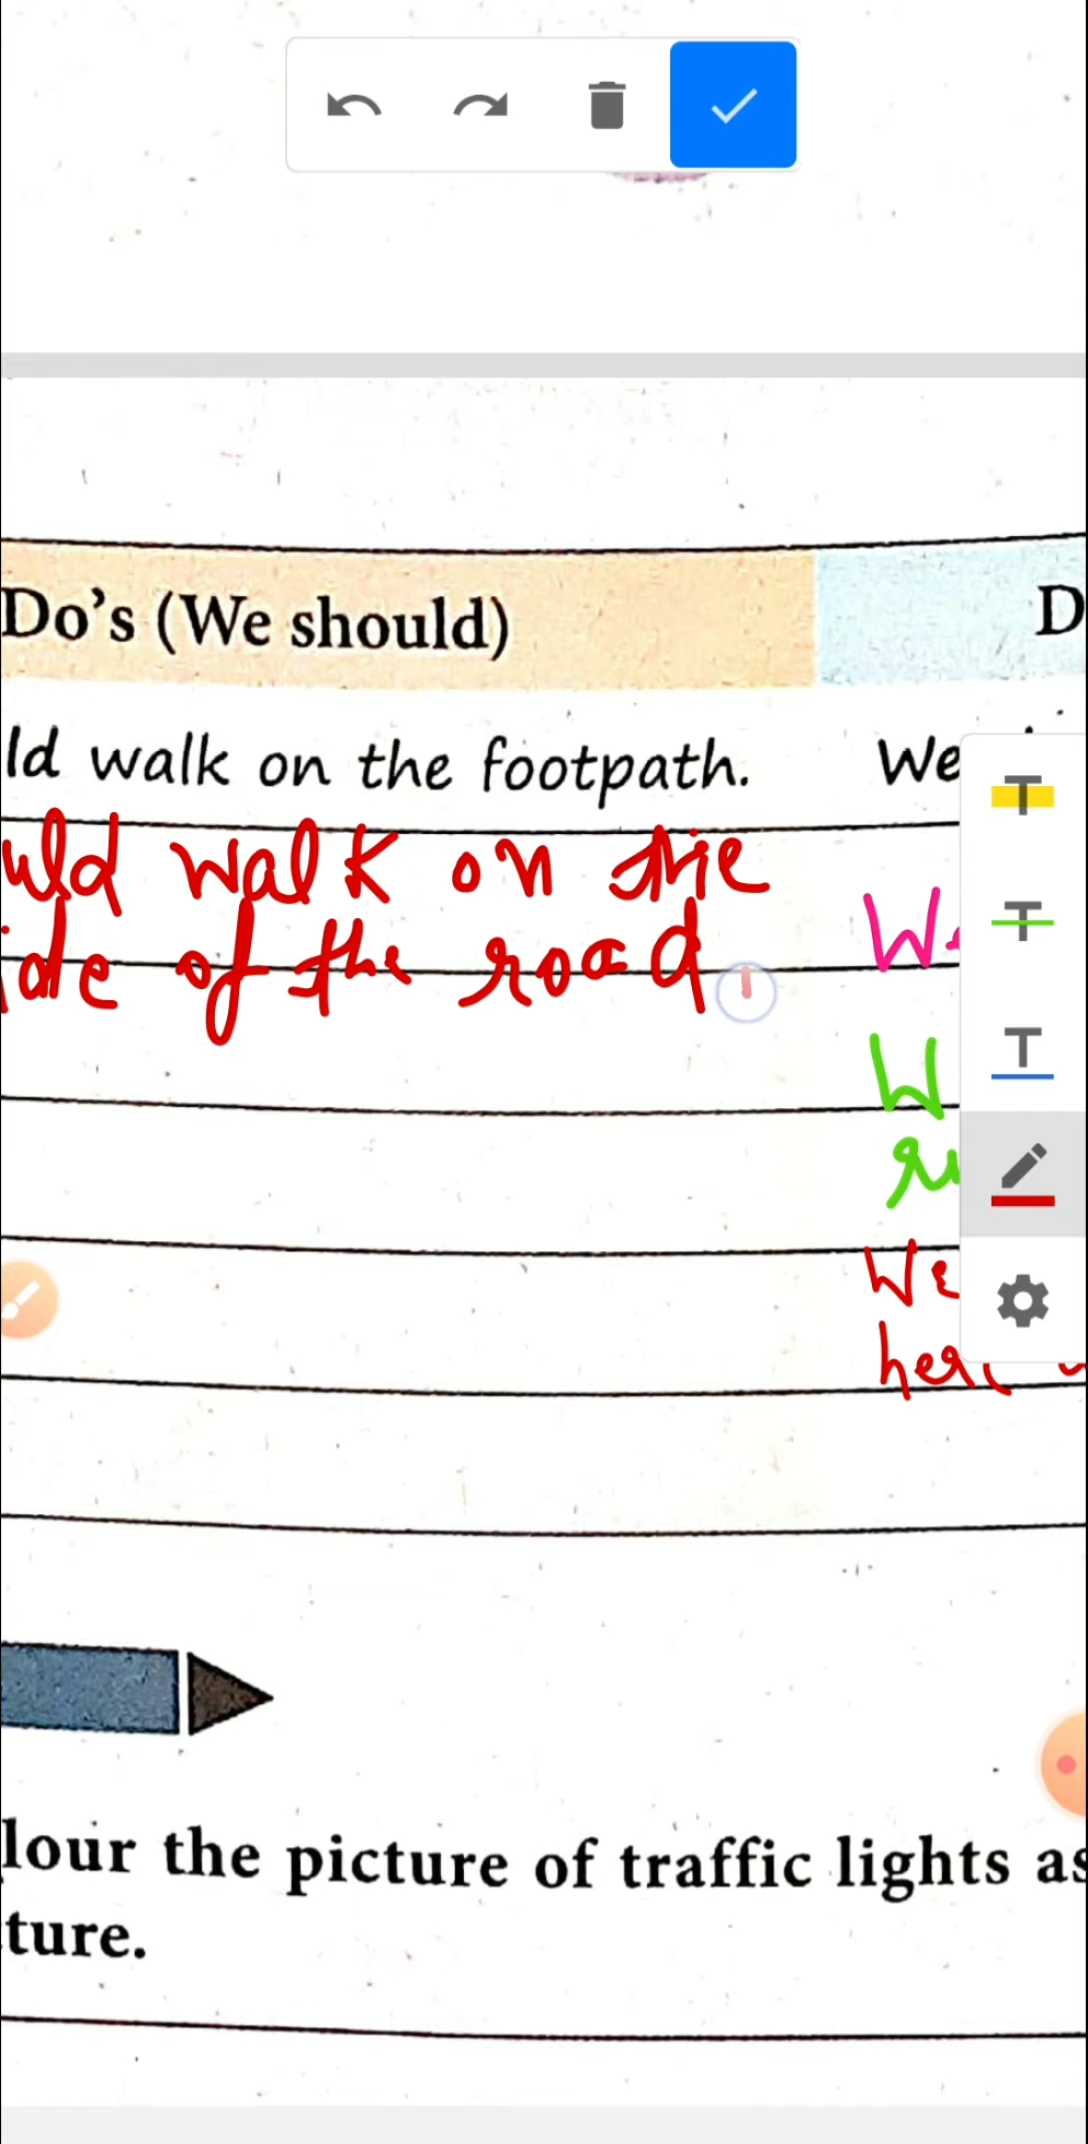 Do's (We should)
D
ld walk on the footpath.
We
uld walk on the
ide of the road
We
W
We
her
lour the picture of traffic lights as
ture.